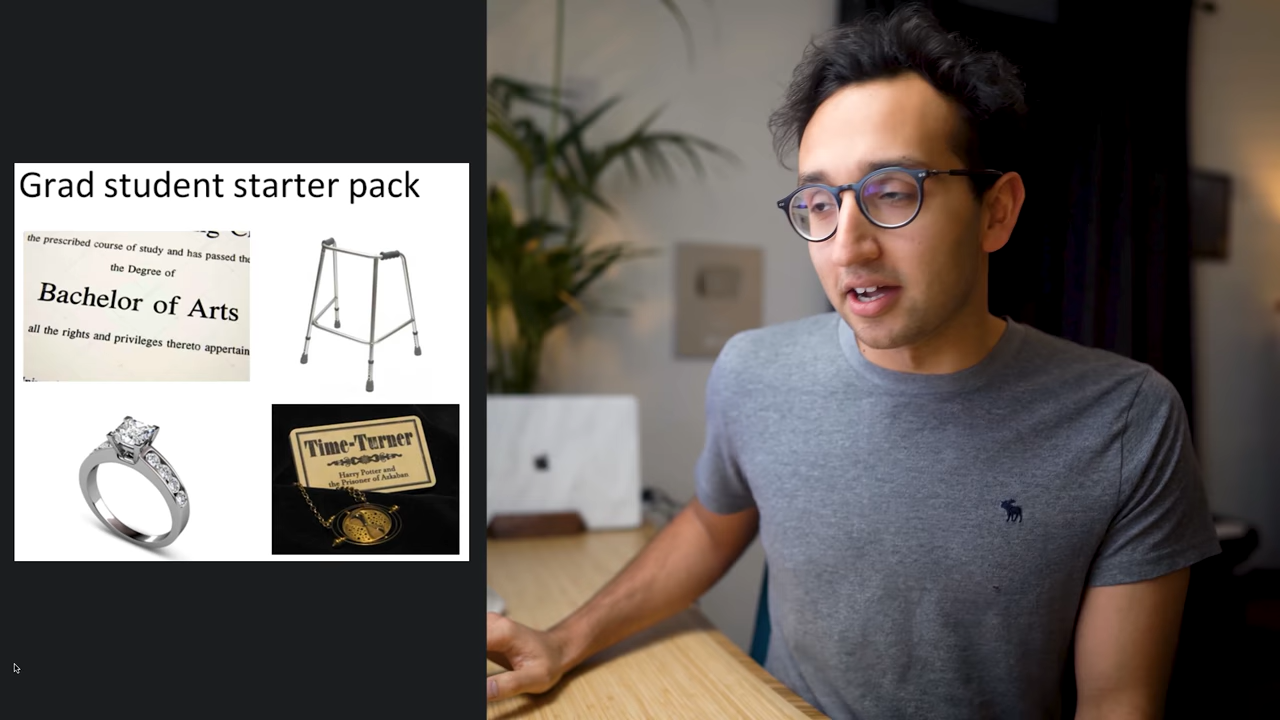 Grad student starter pack
the prescribed course of study and has passed the
the Degree of
Bachelor of Arts
all the rights and privileges thereto appertain
Time-Turner
Harry Potter and
the Prisoner of Azkaban